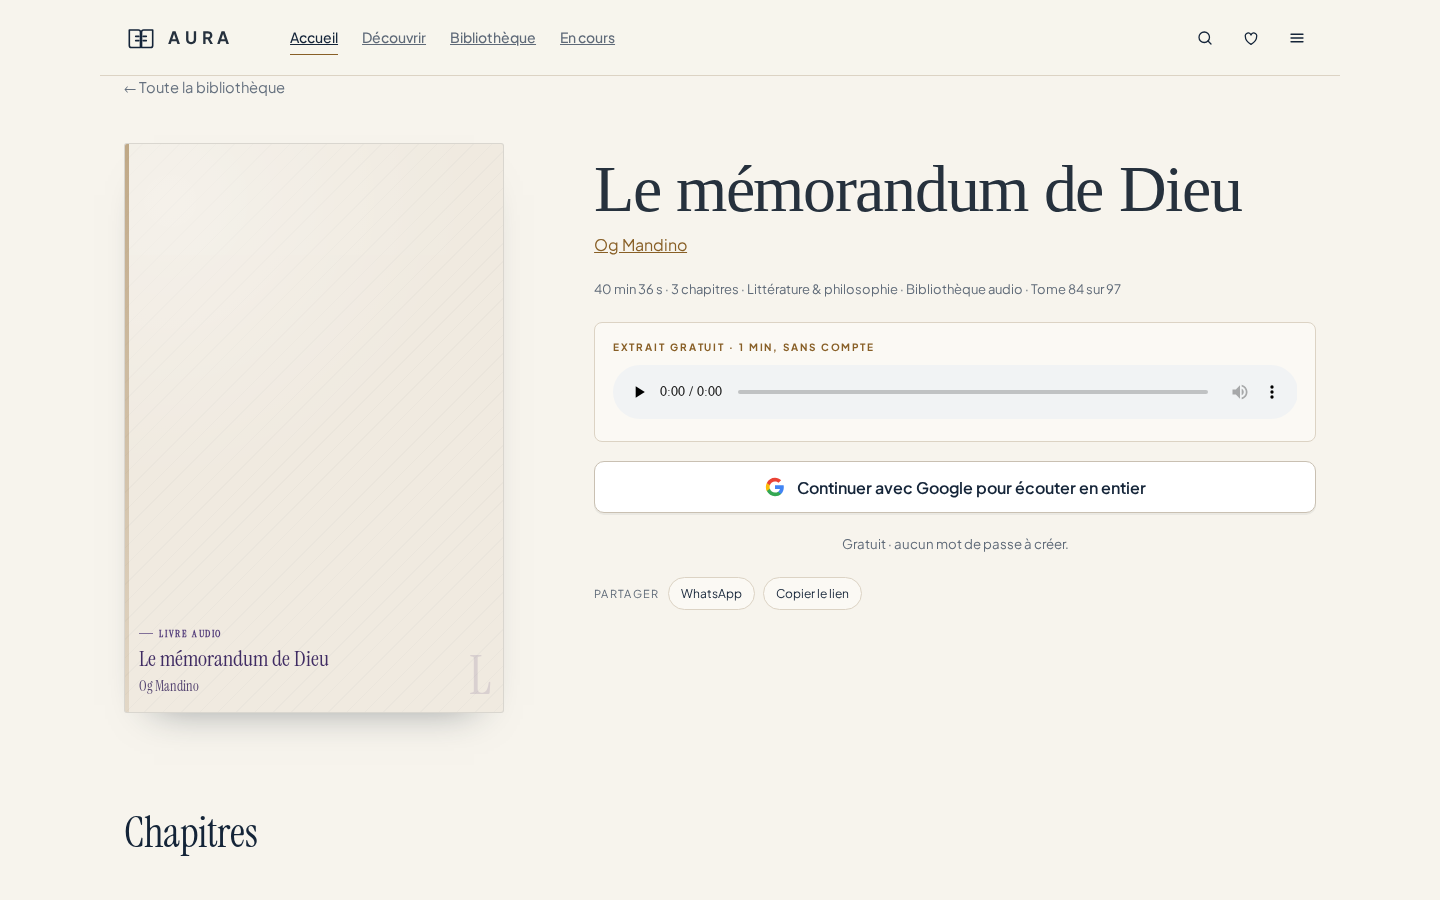 AURA
Accueil Découvrir Bibliothèque En cours
← Toute la bibliothèque
Le mémorandum de Dieu
Og Mandino
40 min 36 s · 3 chapitres · Littérature & philosophie · Bibliothèque audio · Tome 84 sur 97
EXTRAIT GRATUIT · 1 MIN, SANS COMPTE
0:00 / 0:00
Continuer avec Google pour écouter en entier
Gratuit · aucun mot de passe à créer.
PARTAGER WhatsApp Copier le lien
LIVRE AUDIO
Le mémorandum de Dieu
Og Mandino
L
Chapitres